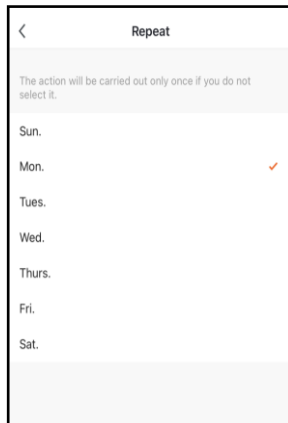 Repeat
The action will be carried out only once if you do not
select it.
Sun.
Mon.
Tues.
Wed.
Thurs.
Fri.
Sat.